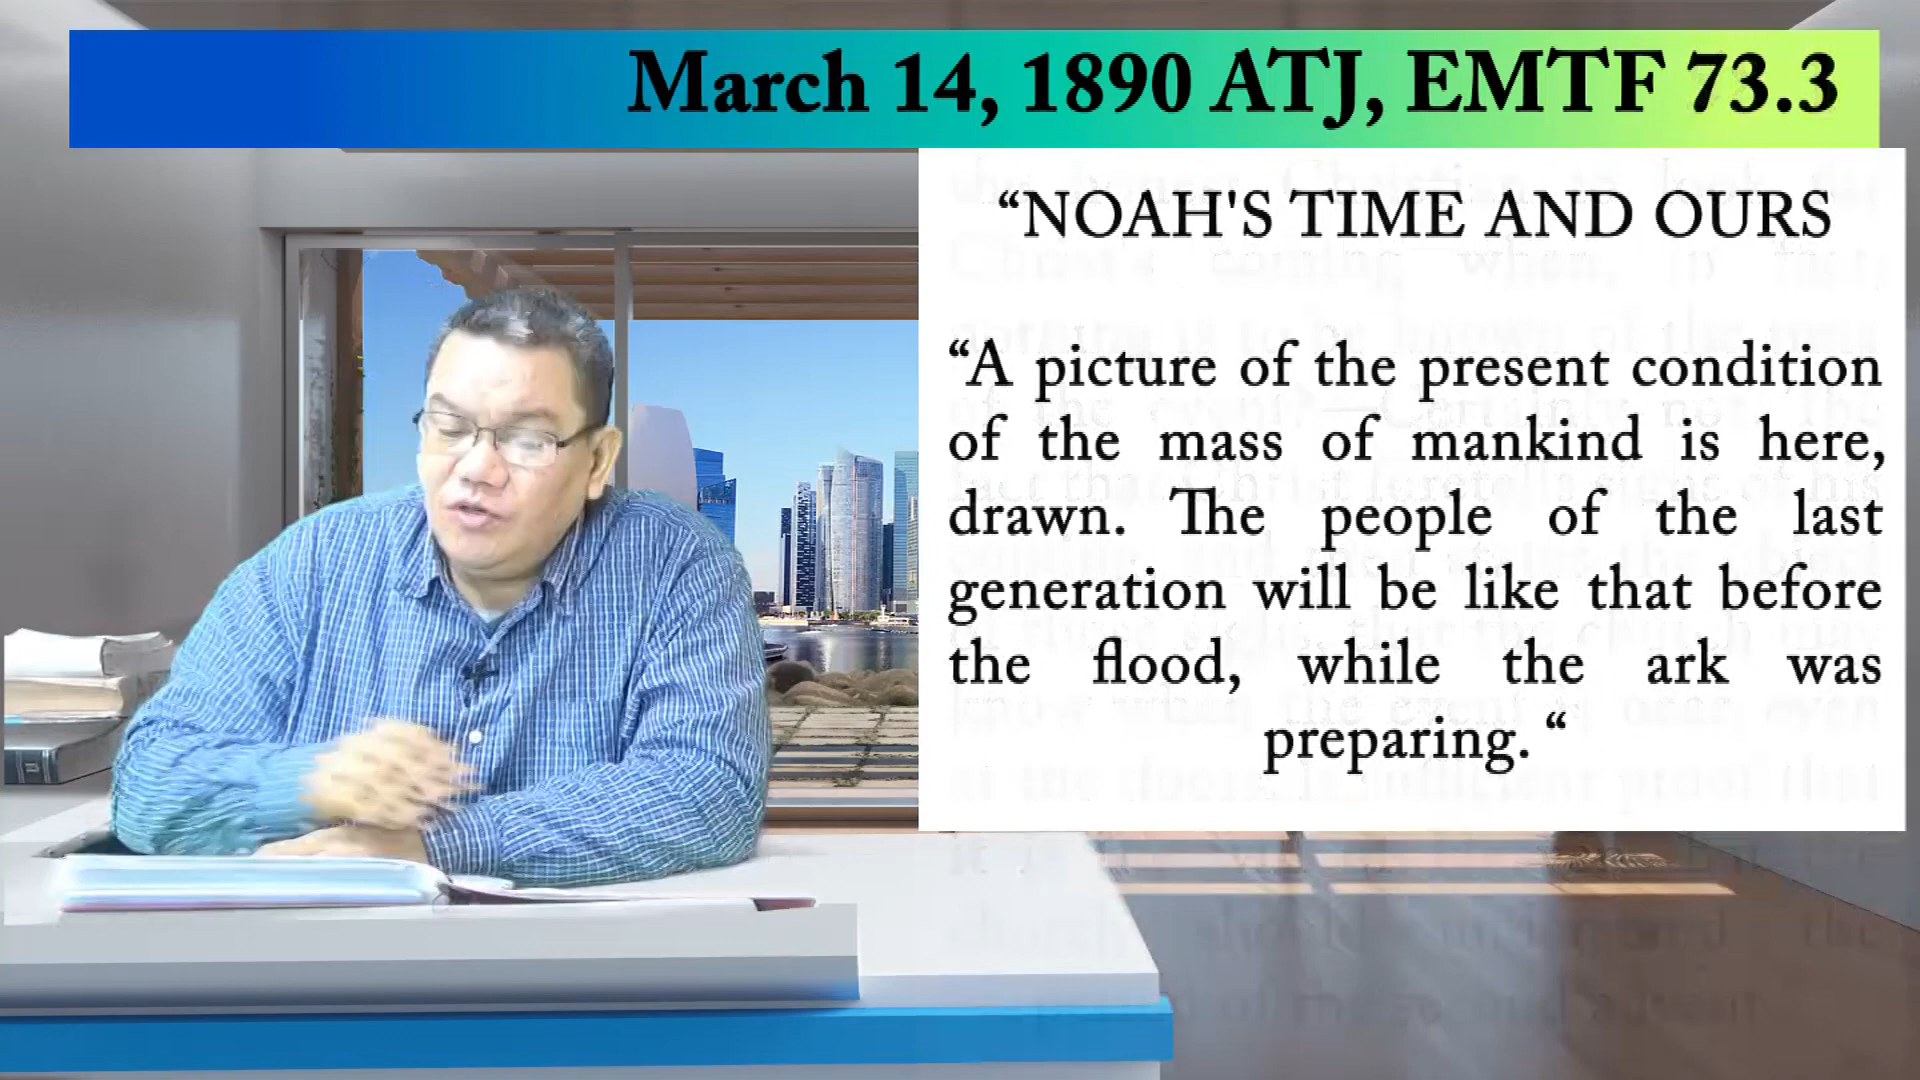 March 14, 1890 ATJ, EMTF 73.3
“NOAH'S TIME AND OURS
“A picture of the present condition
of the mass of mankind is here,
drawn. The people of the last
generation will be like that before
the flood, while the ark was
preparing. “